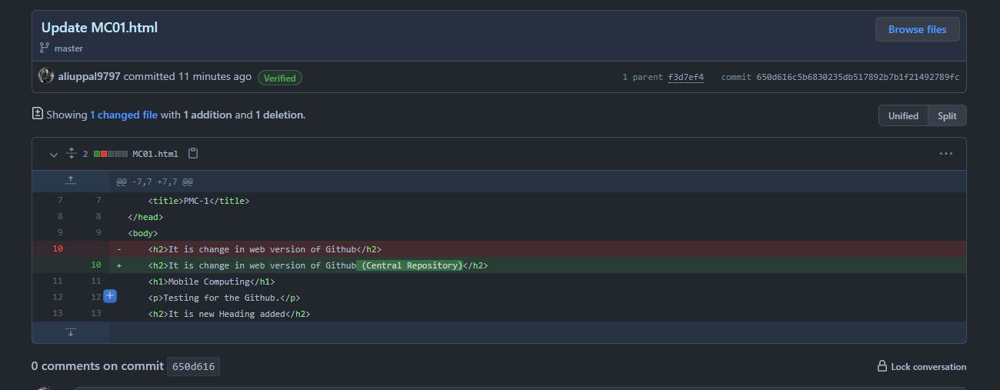 Update MC01.html
Browse files
master
aliuppal9797 committed 11 minutes ago Verified
1 parent f3d7ef4 commit 650d616c5b6830235db517892b7b1f21492789fc
Showing 1 changed file with 1 addition and 1 deletion.
Unified Split
2 MC01.html
@@ -7,7 +7,7 @@
7 7 <title>PMC-1</title>
8 8 </head>
9 9 <body>
10 - <h2>It is change in web version of Github</h2>
10 + <h2>It is change in web version of Github (Central Repository)</h2>
11 11 <h1>Mobile Computing</h1>
12 12 <p>Testing for the Github.</p>
13 13 <h2>It is new Heading added</h2>
0 comments on commit 650d616
Lock conversation